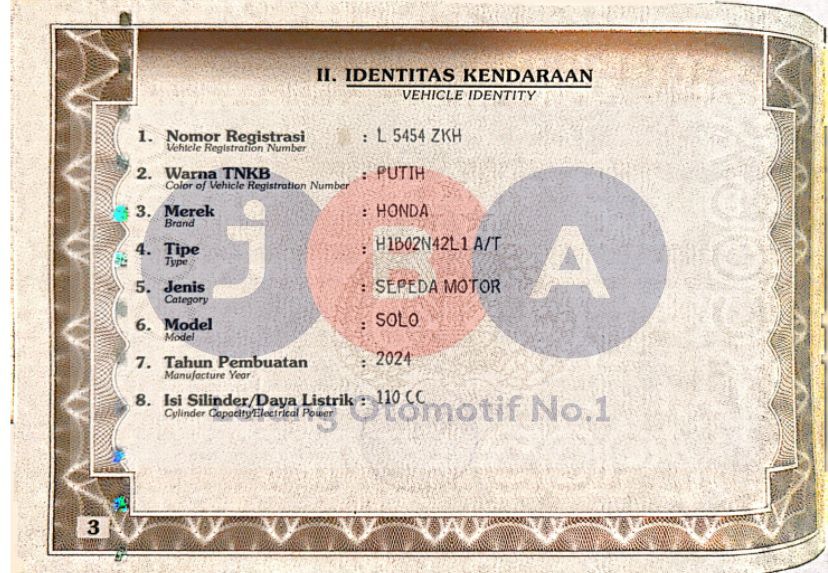 II. IDENTITAS KENDARAAN
VEHICLE IDENTITY
1. Nomor Registrasi : L 5454 ZKH
Vehicle Registration Number
2. Warna TNKB : PUTIH
Color of Vehicle Registration Number
3. Merek : HONDA
Brand
4. Tipe : H1B02N42L1 A/T
Type
5. Jenis : SEPEDA MOTOR
Category
6. Model : SOLO
Model
7. Tahun Pembuatan : 2024
Manufacture Year
8. Isi Silinder/Daya Listrik : 110 CC
Cylinder Capacity/Electrical Power
jBA
Lelang Otomotif No.1
3